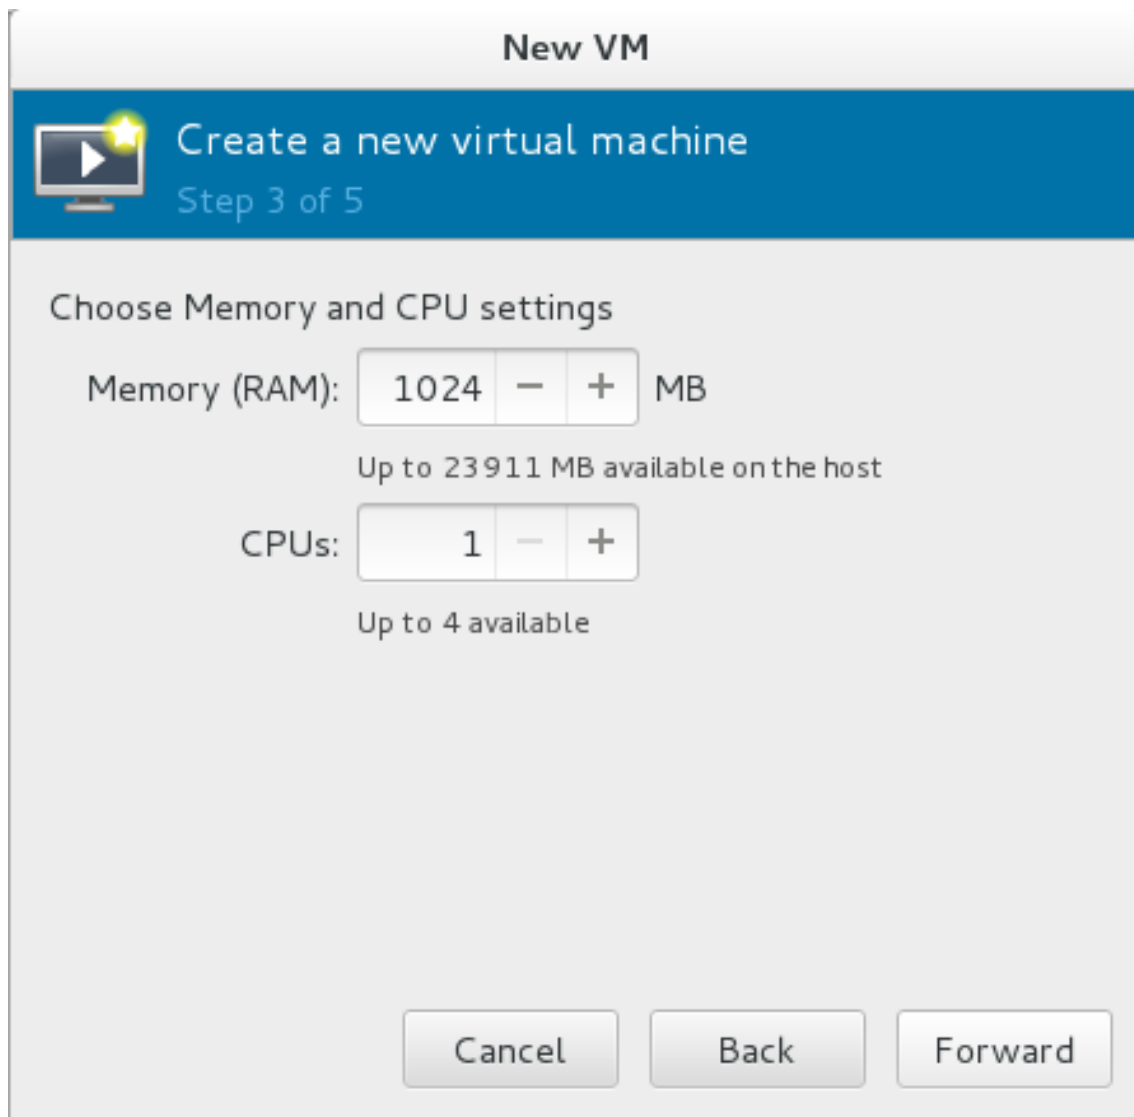 New VM
Create a new virtual machine
Step 3 of 5
Choose Memory and CPU settings
Memory (RAM): 1024 − + MB
Up to 23911 MB available on the host
CPUs: 1 − +
Up to 4 available
Cancel Back Forward